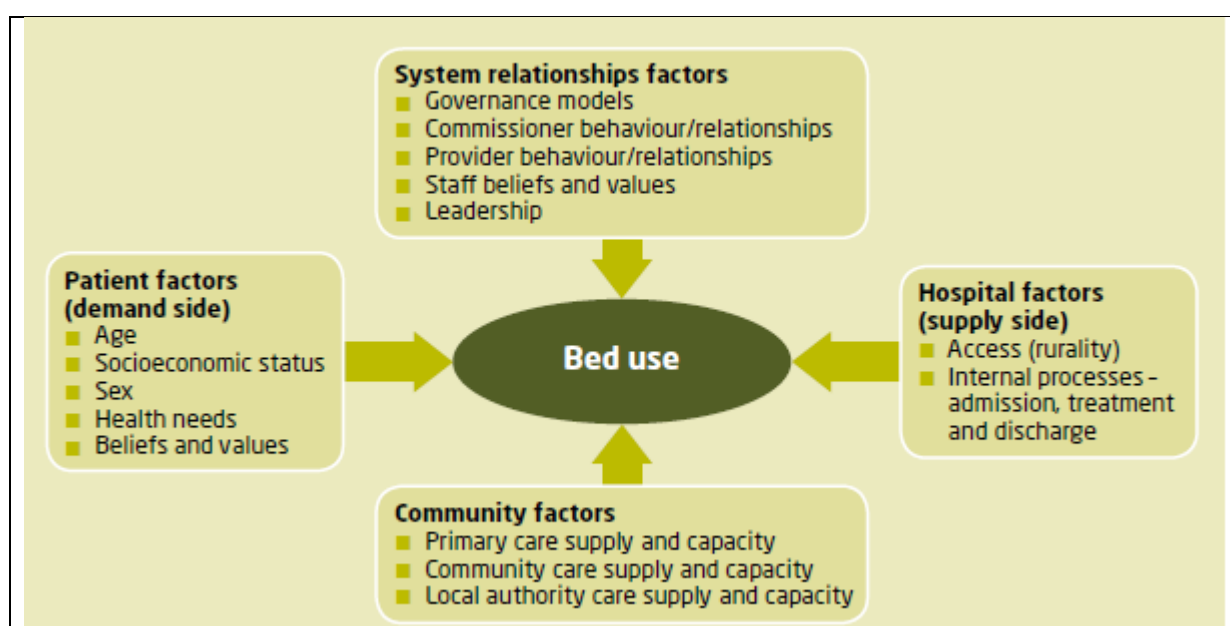 System relationships factors
Governance models
Commissioner behaviour/relationships
Provider behaviour/relationships
Staff beliefs and values
Leadership
Patient factors
(demand side)
Age
Socioeconomic status
Sex
Health needs
Beliefs and values
Bed use
Hospital factors
(supply side)
Access (rurality)
Internal processes –
admission, treatment
and discharge
Community factors
Primary care supply and capacity
Community care supply and capacity
Local authority care supply and capacity